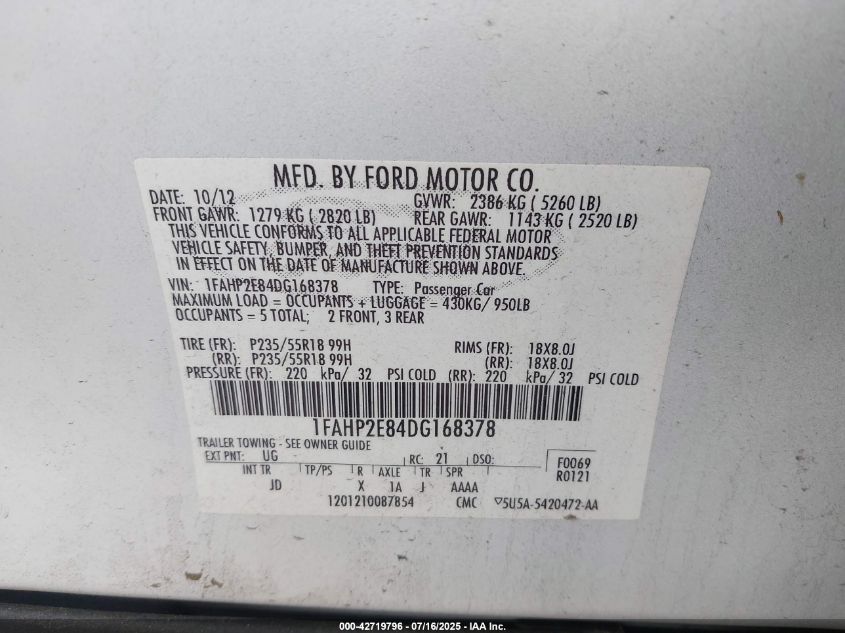 MFD. BY FORD MOTOR CO.
DATE: 10/12 GVWR: 2386 KG ( 5260 LB)
FRONT GAWR: 1279 KG ( 2820 LB) REAR GAWR: 1143 KG ( 2520 LB)
THIS VEHICLE CONFORMS TO ALL APPLICABLE FEDERAL MOTOR
VEHICLE SAFETY, BUMPER, AND THEFT PREVENTION STANDARDS
IN EFFECT ON THE DATE OF MANUFACTURE SHOWN ABOVE.
VIN: 1FAHP2E84DG168378 TYPE: Passenger Car
MAXIMUM LOAD = OCCUPANTS + LUGGAGE = 430KG/ 950LB
OCCUPANTS = 5 TOTAL; 2 FRONT, 3 REAR
TIRE (FR): P235/55R18 99H RIMS (FR): 18X8.0J
(RR): P235/55R18 99H (RR): 18X8.0J
PRESSURE (FR): 220 kPa/ 32 PSI COLD (RR): 220 kPa/ 32 PSI COLD
1FAHP2E84DG168378
TRAILER TOWING - SEE OWNER GUIDE
EXT PNT: UG RC: 21 DSO: F0069
INT TR TP/PS R AXLE TR SPR R0121
JD X 1A J AAAA
1201210087854 CMC ▽5U5A-5420472-AA
000-42719796 - 07/16/2025 - IAA Inc.